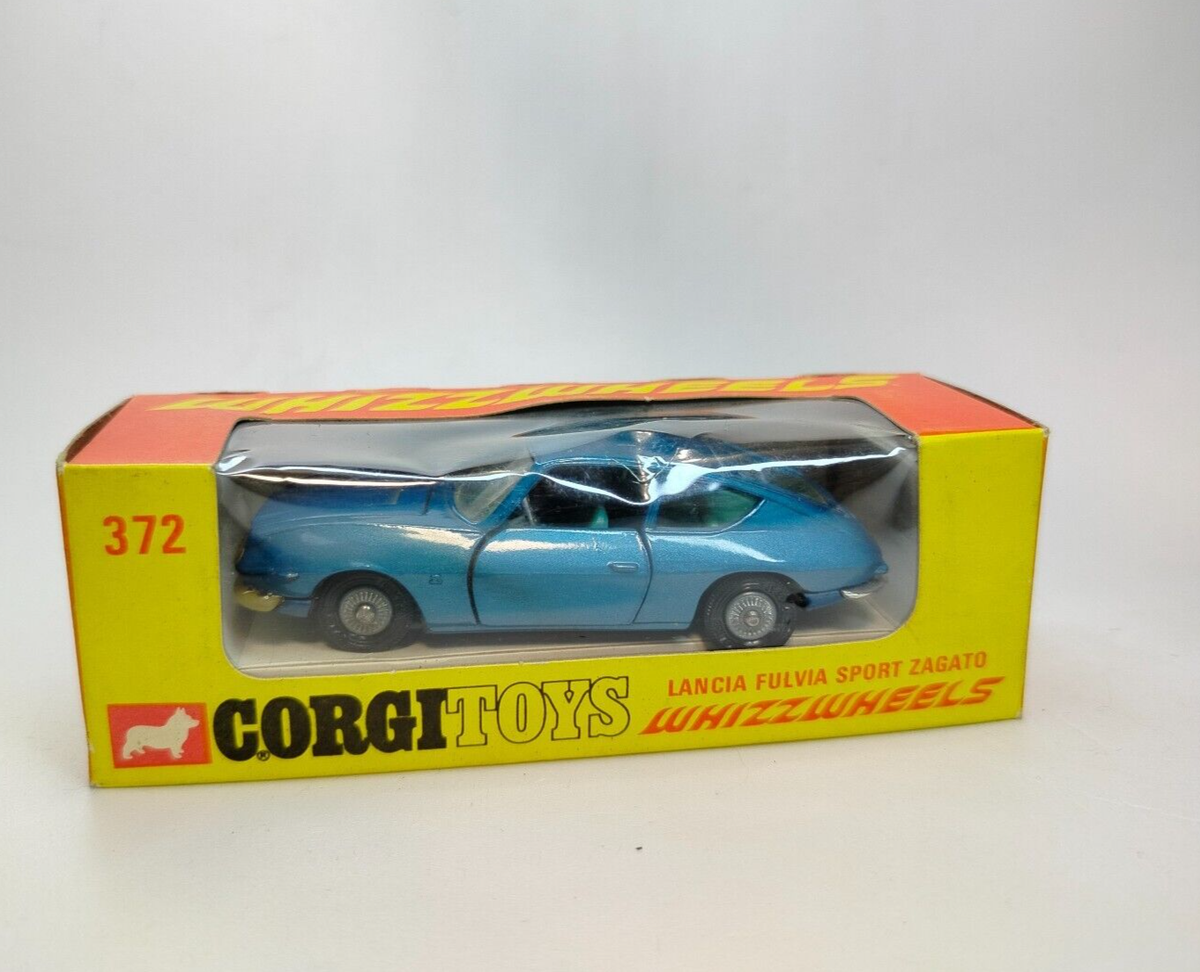 WHIZZWHEELS
372
LANCIA FULVIA SPORT ZAGATO
CORGI TOYS
®
WHIZZWHEELS